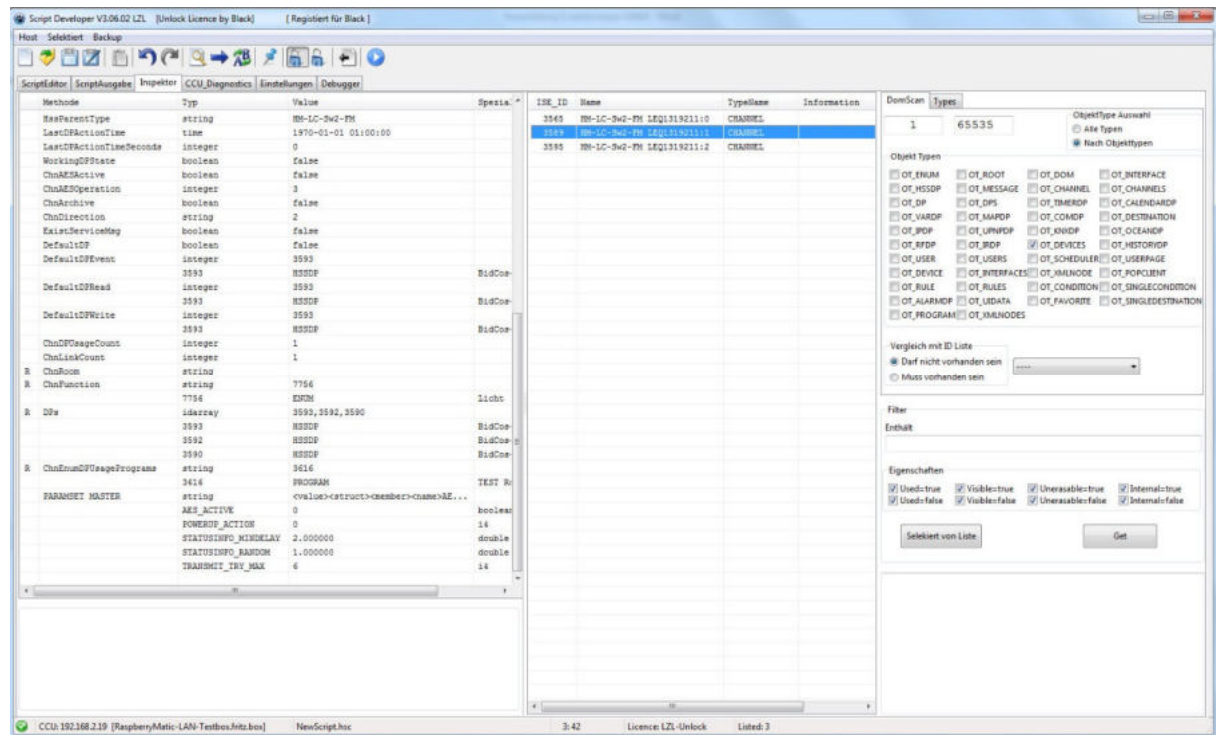 Script Developer V3.06.02 LZL [Unlock Licence by Black] [ Registiert für Black ]
Host Selektiert Backup
ScriptEditor ScriptAusgabe Inspektor CCU_Diagnostics Einstellungen Debugger
Methode Typ Value Spezia
HssParentType string HM-LC-Sw2-FM
LastDPActionTime time 1970-01-01 01:00:00
LastDPActionTimeSeconds integer 0
WorkingDPState boolean false
ChnAESActive boolean false
ChnAESOperation integer 3
ChnArchive boolean false
ChnDirection string 2
ExistServiceMsg boolean false
DefaultDP boolean false
DefaultDPEvent integer 3593
3593 HSSDP BidCos-
DefaultDPRead integer 3593
3593 HSSDP BidCos-
DefaultDPWrite integer 3593
3593 HSSDP BidCos-
ChnDPUsageCount integer 1
ChnLinkCount integer 1
R ChnRoom string
R ChnFunction string 7756
7756 ENUM Licht
R DPs idarray 3593,3592,3590
3593 HSSDP BidCos-
3592 HSSDP BidCos-
3590 HSSDP BidCos-
R ChnEnumDPUsagePrograms string 3616
3616 PROGRAM TEST R
PARAMSET MASTER string <value><struct><member><name>AE...
AES_ACTIVE 0 boolean
POWERUP_ACTION 0 i4
STATUSINFO_MINDELAY 2.000000 double
STATUSINFO_RANDOM 1.000000 double
TRANSMIT_TRY_MAX 6 i4
ISE_ID Name TypeName Information
3565 HM-LC-Sw2-FM LEQ1319211:0 CHANNEL
3589 HM-LC-Sw2-FM LEQ1319211:1 CHANNEL
3595 HM-LC-Sw2-FM LEQ1319211:2 CHANNEL
DomScan Types
1 65535
ObjektType Auswahl
Alle Typen
Nach Objekttypen
Objekt Typen
OT_ENUM OT_ROOT OT_DOM OT_INTERFACE
OT_HSSDP OT_MESSAGE OT_CHANNEL OT_CHANNELS
OT_DP OT_DPS OT_TIMERDP OT_CALENDARDP
OT_VARDP OT_MAPDP OT_COMDP OT_DESTINATION
OT_IPDP OT_UPNPDP OT_KNXDP OT_OCEANDP
OT_RFDP OT_IRDP OT_DEVICES OT_HISTORYDP
OT_USER OT_USERS OT_SCHEDULER OT_USERPAGE
OT_DEVICE OT_INTERFACES OT_XMLNODE OT_POPCLIENT
OT_RULE OT_RULES OT_CONDITION OT_SINGLECONDITION
OT_ALARMDP OT_UIDATA OT_FAVORITE OT_SINGLEDESTINATION
OT_PROGRAM OT_XMLNODES
Vergleich mit ID Liste
Darf nicht vorhanden sein ----
Muss vorhanden sein
Filter
Enthält
Eigenschaften
Used=true Visible=true Unerasable=true Internal=true
Used=false Visible=false Unerasable=false Internal=false
Selekiert von Liste Get
CCU: 192.168.2.19 [RaspberryMatic-LAN-Testbox.fritz.box] NewScript.hsc 3: 42 Licence: LZL-Unlock Listed: 3